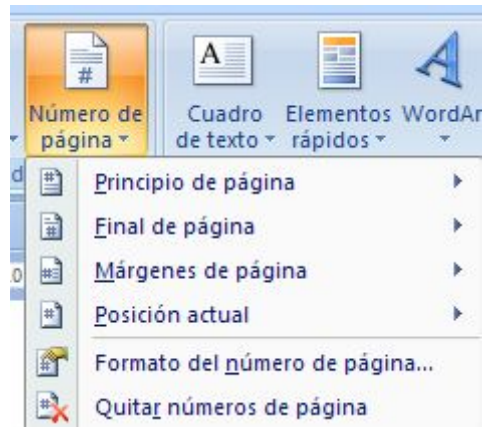 Número de página
Cuadro de texto
Elementos rápidos
WordAr
Principio de página
Final de página
Márgenes de página
Posición actual
Formato del número de página...
Quitar números de página